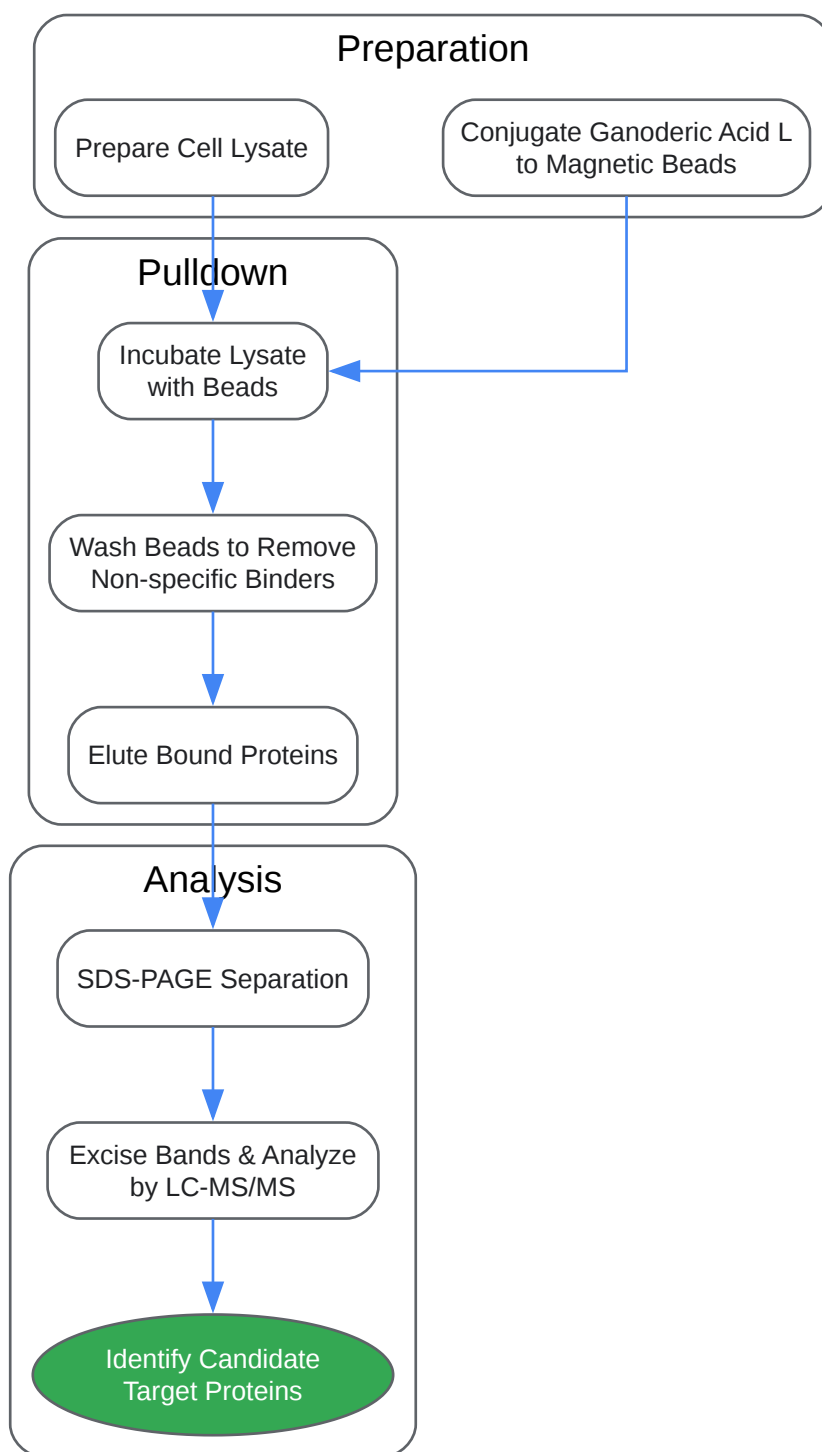 Preparation
Prepare Cell Lysate
Conjugate Ganoderic Acid L
to Magnetic Beads
Pulldown
Incubate Lysate
with Beads
Wash Beads to Remove
Non-specific Binders
Elute Bound Proteins
Analysis
SDS-PAGE Separation
Excise Bands & Analyze
by LC-MS/MS
Identify Candidate
Target Proteins